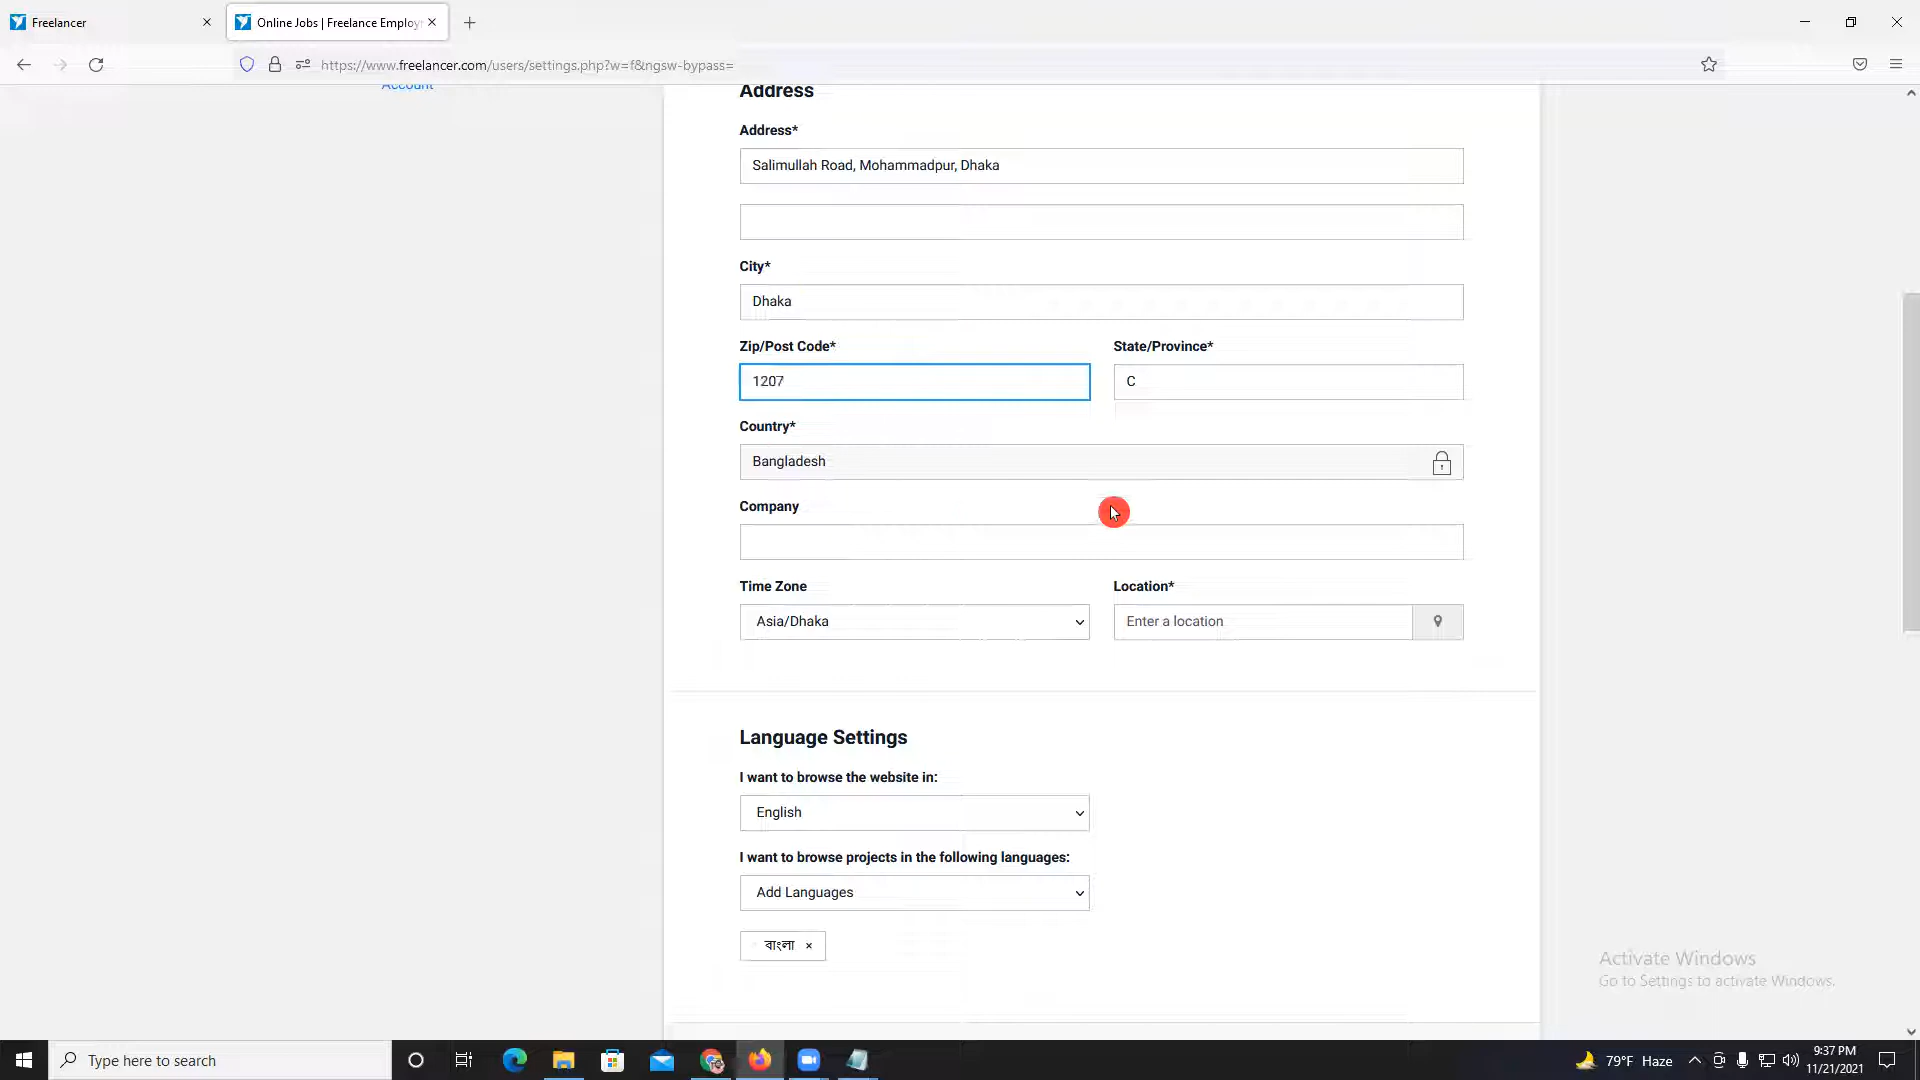 Freelancer
Online Jobs | Freelance Employ
https://www.freelancer.com/users/settings.php?w=f&ngsw-bypass=
Account
Address
Address*
Salimullah Road, Mohammadpur, Dhaka
City*
Dhaka
Zip/Post Code*
State/Province*
1207
C
Country*
Bangladesh
Company
Time Zone
Location*
Asia/Dhaka
Enter a location
Language Settings
I want to browse the website in:
English
I want to browse projects in the following languages:
Add Languages
বাংলা ×
Activate Windows
Go to Settings to activate Windows.
Type here to search
79°F Haze
9:37 PM
11/21/2021